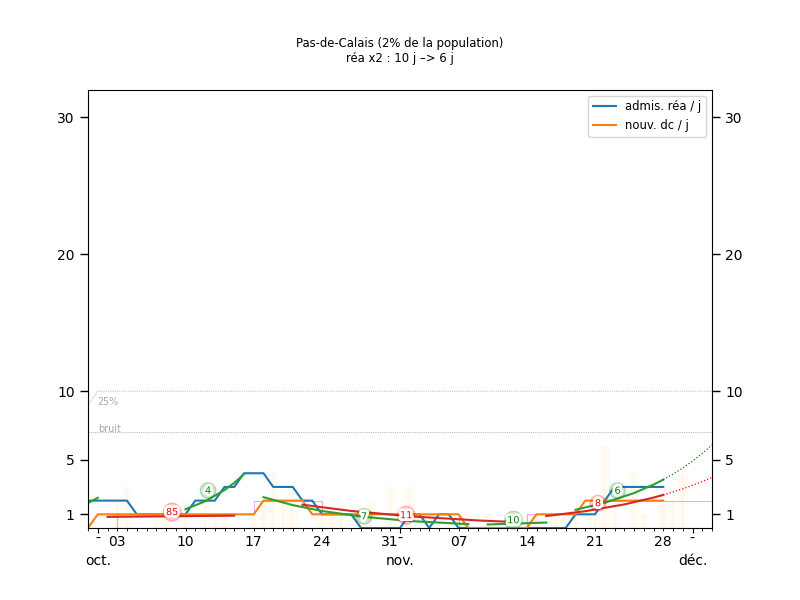 Pas-de-Calais (2% de la population)
réa x2 : 10 j –> 6 j
admis. réa / j
nouv. dc / j
30 30
20 20
10 10
25%
bruit
5 5
4 6
85 11 8
7 10
1 1
- 03 10 17 24 31 - 07 14 21 28 -
oct. nov. déc.